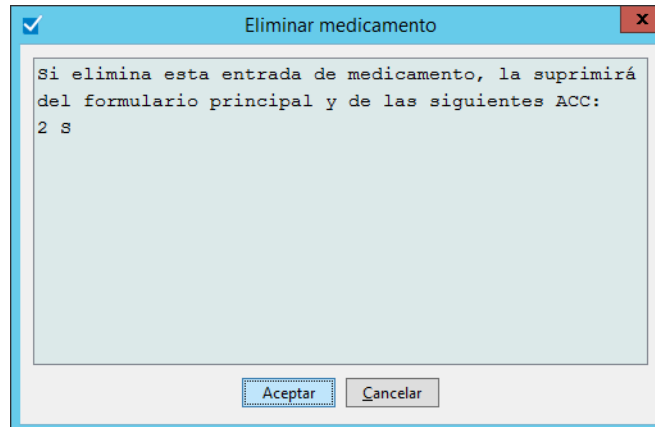 Eliminar medicamento
x
Si elimina esta entrada de medicamento, la suprimirá
del formulario principal y de las siguientes ACC:
2 S
Aceptar Cancelar